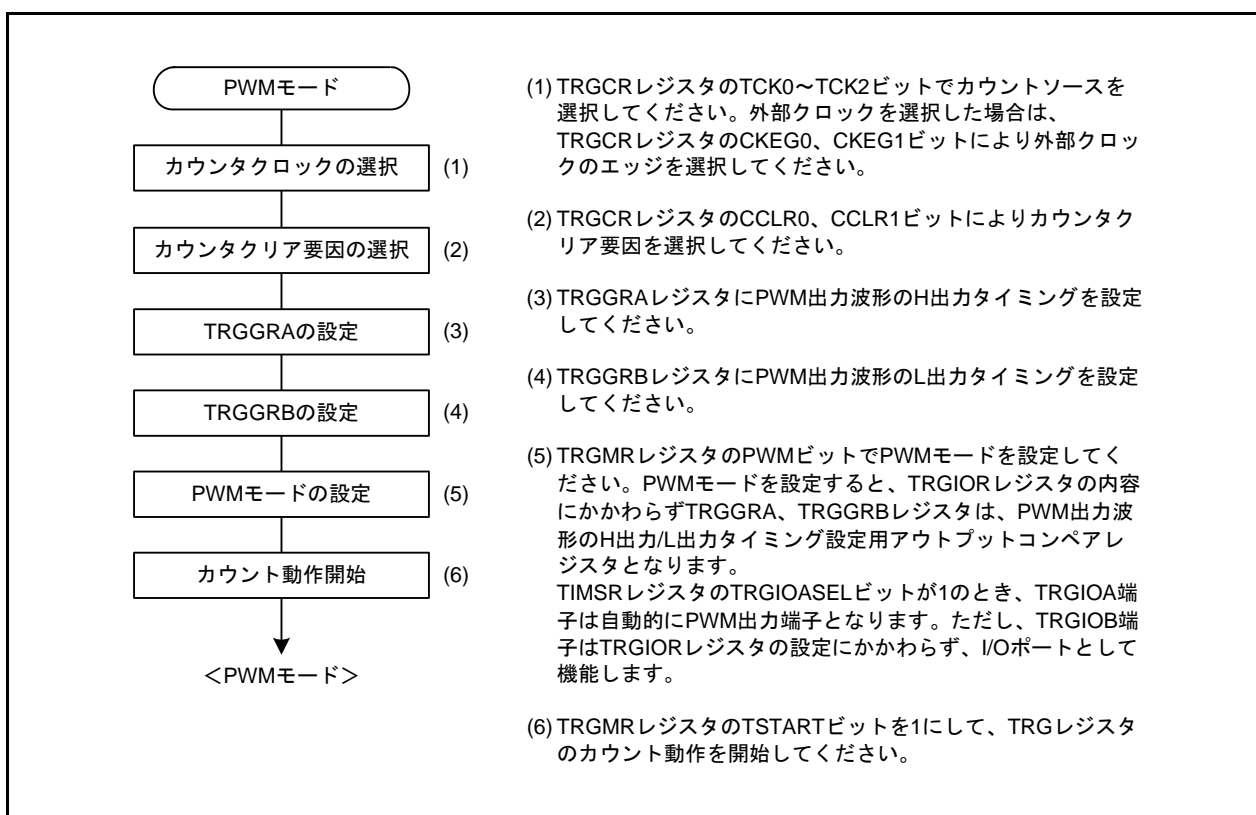 PWMモード
カウンタクロックの選択 (1)
カウンタクリア要因の選択 (2)
TRGGRAの設定 (3)
TRGGRBの設定 (4)
PWMモードの設定 (5)
カウント動作開始 (6)
＜PWMモード＞
(1) TRGCRレジスタのTCK0～TCK2ビットでカウントソースを
選択してください。外部クロックを選択した場合は、
TRGCRレジスタのCKEG0、CKEG1ビットにより外部クロッ
クのエッジを選択してください。
(2) TRGCRレジスタのCCLR0、CCLR1ビットによりカウンタク
リア要因を選択してください。
(3) TRGGRAレジスタにPWM出力波形のH出力タイミングを設定
してください。
(4) TRGGRBレジスタにPWM出力波形のL出力タイミングを設定
してください。
(5) TRGMRレジスタのPWMビットでPWMモードを設定してく
ださい。PWMモードを設定すると、TRGIORレジスタの内容
にかかわらずTRGGRA、TRGGRBレジスタは、PWM出力波
形のH出力/L出力タイミング設定用アウトプットコンペアレ
ジスタとなります。
TIMSRレジスタのTRGIOASELビットが1のとき、TRGIOA端
子は自動的にPWM出力端子となります。ただし、TRGIOB端
子はTRGIORレジスタの設定にかかわらず、I/Oポートとして
機能します。
(6) TRGMRレジスタのTSTARTビットを1にして、TRGレジスタ
のカウント動作を開始してください。